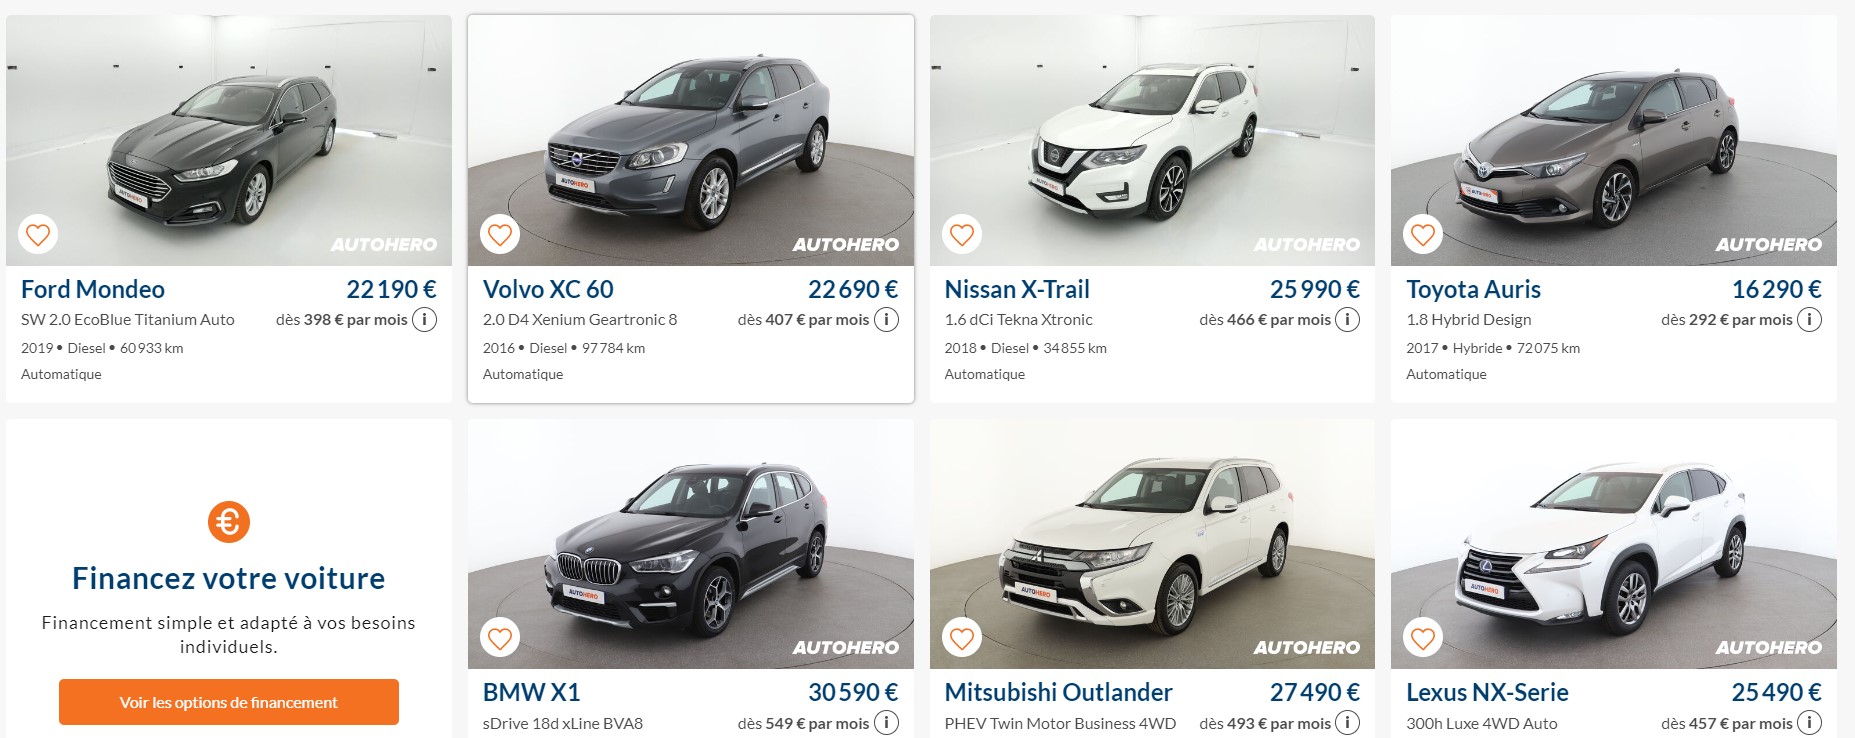 AUTOHERO
Ford Mondeo 22 190 €
SW 2.0 EcoBlue Titanium Auto dès 398 € par mois i
2019 • Diesel • 60 933 km
Automatique
AUTOHERO
AUTOHERO
Volvo XC 60 22 690 €
2.0 D4 Xenium Geartronic 8 dès 407 € par mois i
2016 • Diesel • 97 784 km
Automatique
AUTOHERO
AUTOHERO
Nissan X-Trail 25 990 €
1.6 dCi Tekna Xtronic dès 466 € par mois i
2018 • Diesel • 34 855 km
Automatique
AUTOHERO
AUTOHERO
Toyota Auris 16 290 €
1.8 Hybrid Design dès 292 € par mois i
2017 • Hybride • 72 075 km
Automatique
€
Financez votre voiture
Financement simple et adapté à vos besoins
individuels.
Voir les options de financement
AUTOHERO
AUTOHERO
BMW X1 30 590 €
sDrive 18d xLine BVA8 dès 549 € par mois i
AUTOHERO
AUTOHERO
Mitsubishi Outlander 27 490 €
PHEV Twin Motor Business 4WD dès 493 € par mois i
AUTOHERO
AUTOHERO
Lexus NX-Serie 25 490 €
300h Luxe 4WD Auto dès 457 € par mois i